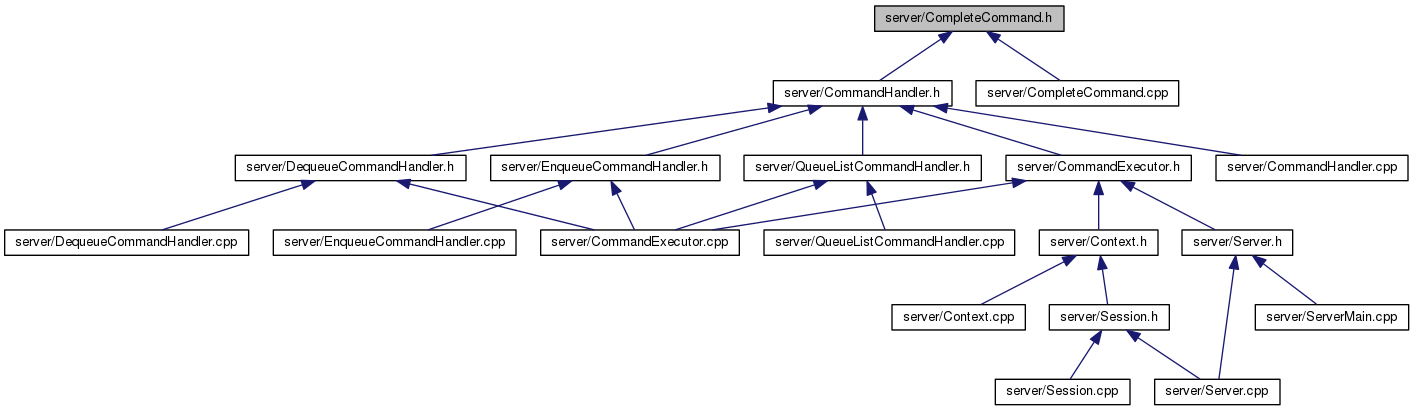 server/CompleteCommand.h
server/CommandHandler.h
server/CompleteCommand.cpp
server/DequeueCommandHandler.h
server/EnqueueCommandHandler.h
server/QueueListCommandHandler.h
server/CommandExecutor.h
server/CommandHandler.cpp
server/DequeueCommandHandler.cpp
server/EnqueueCommandHandler.cpp
server/CommandExecutor.cpp
server/QueueListCommandHandler.cpp
server/Context.h
server/Server.h
server/Context.cpp
server/Session.h
server/ServerMain.cpp
server/Session.cpp
server/Server.cpp